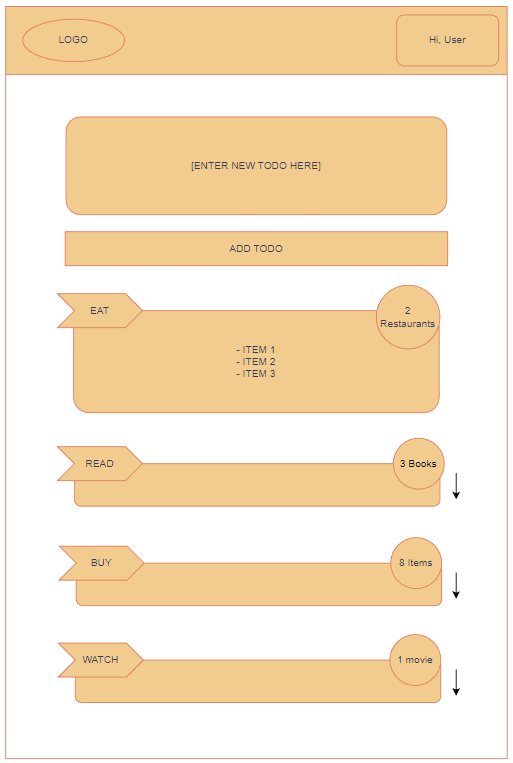 LOGO
Hi, User
[ENTER NEW TODO HERE]
ADD TODO
EAT
2
Restaurants
- ITEM 1
- ITEM 2
- ITEM 3
READ
3 Books
BUY
8 Items
WATCH
1 movie